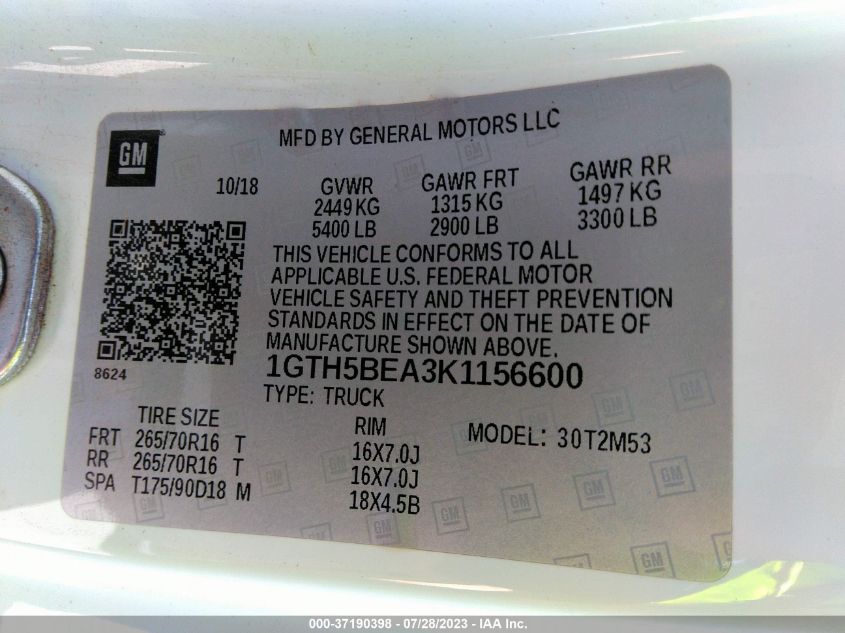 GM
MFD BY GENERAL MOTORS LLC
10/18
GVWR
2449 KG
5400 LB
GAWR FRT
1315 KG
2900 LB
GAWR RR
1497 KG
3300 LB
THIS VEHICLE CONFORMS TO ALL
APPLICABLE U.S. FEDERAL MOTOR
VEHICLE SAFETY AND THEFT PREVENTION
STANDARDS IN EFFECT ON THE DATE OF
MANUFACTURE SHOWN ABOVE.
8624
1GTH5BEA3K1156600
TYPE: TRUCK
TIRE SIZE RIM
FRT 265/70R16 T 16X7.0J
RR 265/70R16 T 16X7.0J
SPA T175/90D18 M 18X4.5B
MODEL: 30T2M53
000-37190398 - 07/28/2023 - IAA Inc.